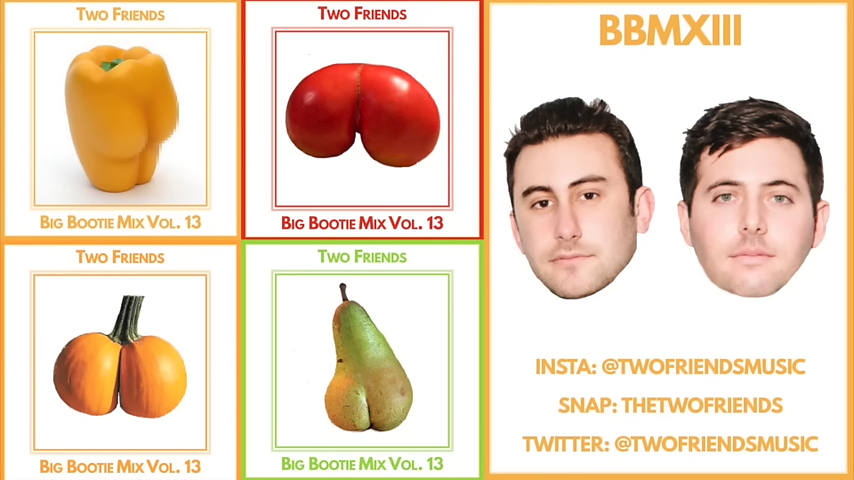 Two Friends
Big Bootie Mix Vol. 13
Two Friends
Big Bootie Mix Vol. 13
Two Friends
Big Bootie Mix Vol. 13
Two Friends
Big Bootie Mix Vol. 13
BBMXIII
INSTA: @TWOFRIENDSMUSIC
SNAP: THETWOFRIENDS
TWITTER: @TWOFRIENDSMUSIC